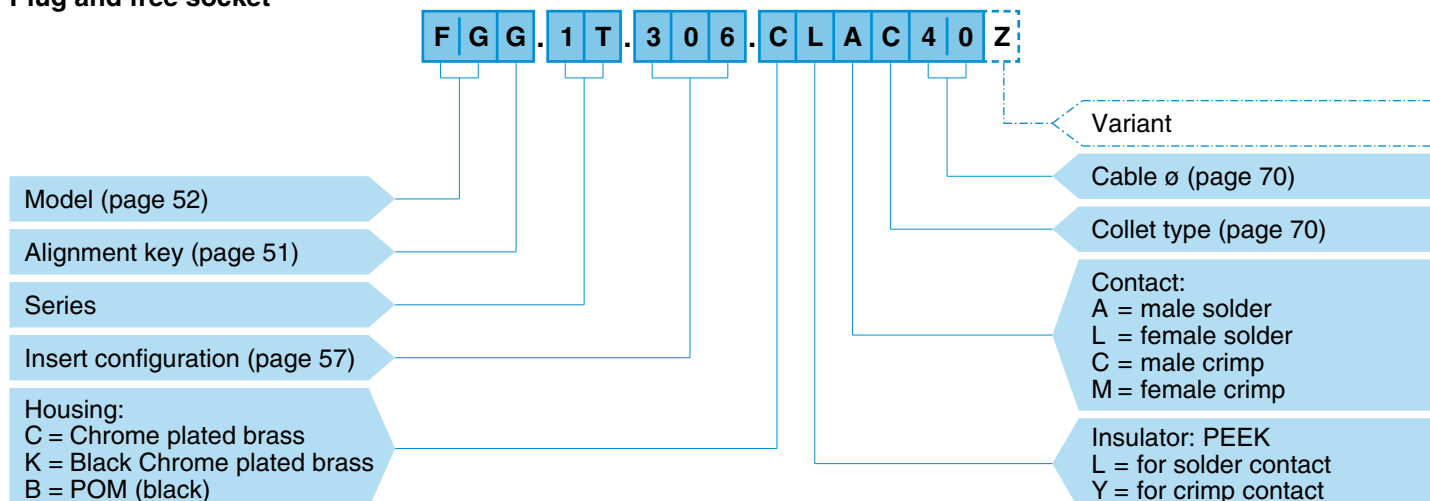 Plug and free socket
F G G . 1 T . 3 0 6 . C L A C 4 0 Z
Variant
Cable ø (page 70)
Model (page 52)
Collet type (page 70)
Alignment key (page 51)
Contact:
A = male solder
L = female solder
C = male crimp
M = female crimp
Series
Insert configuration (page 57)
Housing:
C = Chrome plated brass
K = Black Chrome plated brass
B = POM (black)
Insulator: PEEK
L = for solder contact
Y = for crimp contact